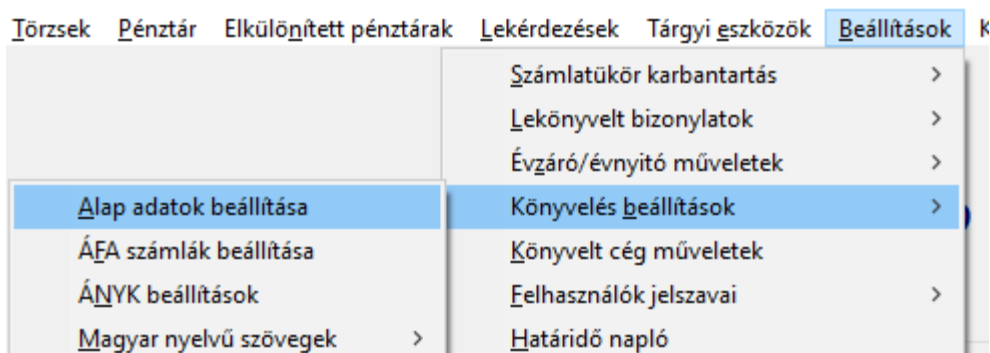 Törzsek Pénztár Elkülönített pénztárak Lekérdezések Tárgyi eszközök Beállítások
Számlatükör karbantartás
Lekönyvelt bizonylatok
Évzáró/évnyitó műveletek
Könyvelés beállítások
Könyvelt cég műveletek
Felhasználók jelszavai
Határidő napló
Alap adatok beállítása
ÁFA számlák beállítása
ÁNYK beállítások
Magyar nyelvű szövegek